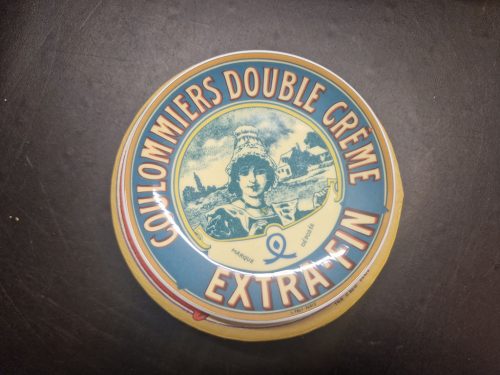 COULOMMIERS DOUBLE CRÈME
MARQUE DÉPOSÉE
EXTRA-FIN